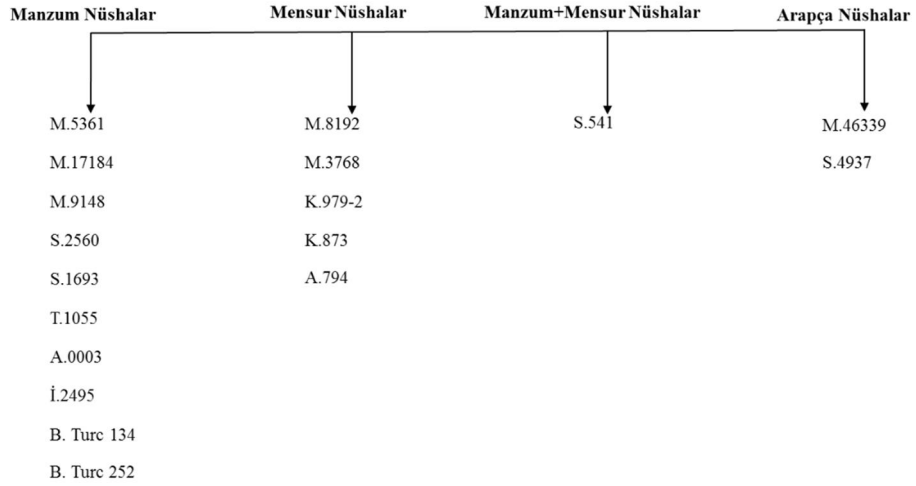 Manzum Nüshalar
Mensur Nüshalar
Manzum+Mensur Nüshalar
Arapça Nüshalar
M.5361
M.17184
M.9148
S.2560
S.1693
T.1055
A.0003
İ.2495
B. Turc 134
B. Turc 252
M.8192
M.3768
K.979-2
K.873
A.794
S.541
M.46339
S.4937